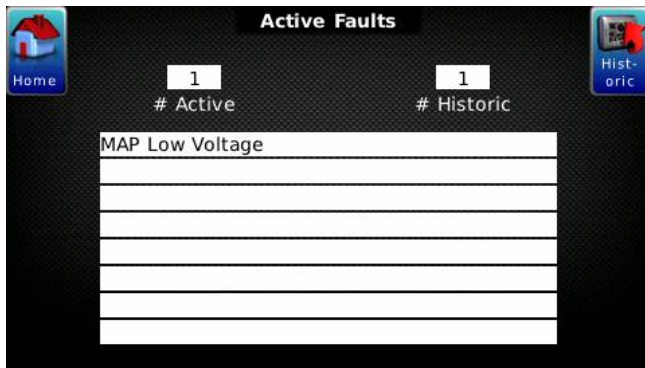 Active Faults
Home
Hist-
oric
1
# Active
1
# Historic
MAP Low Voltage